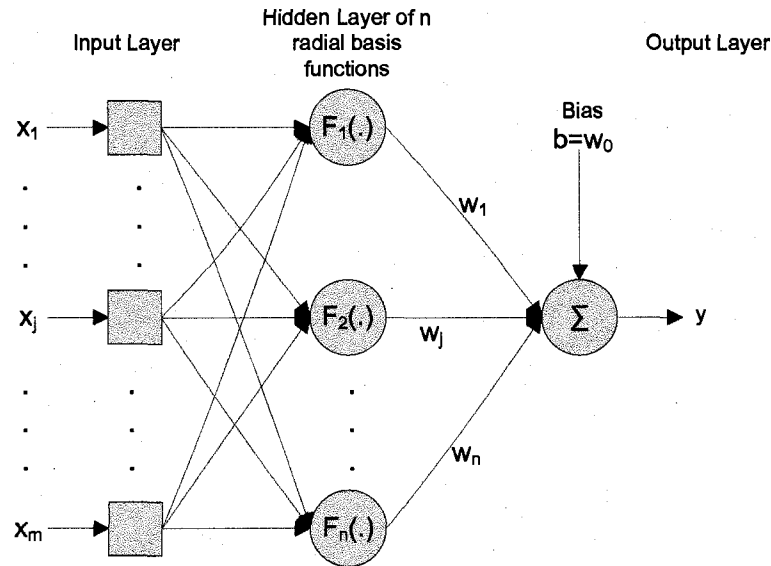 Input Layer
Hidden Layer of n
radial basis
functions
Output Layer
Bias
b=w₀
x₁
F₁(.)
w₁
xⱼ
F₂(.)
wⱼ
Σ
y
wₙ
xₘ
Fₙ(.)